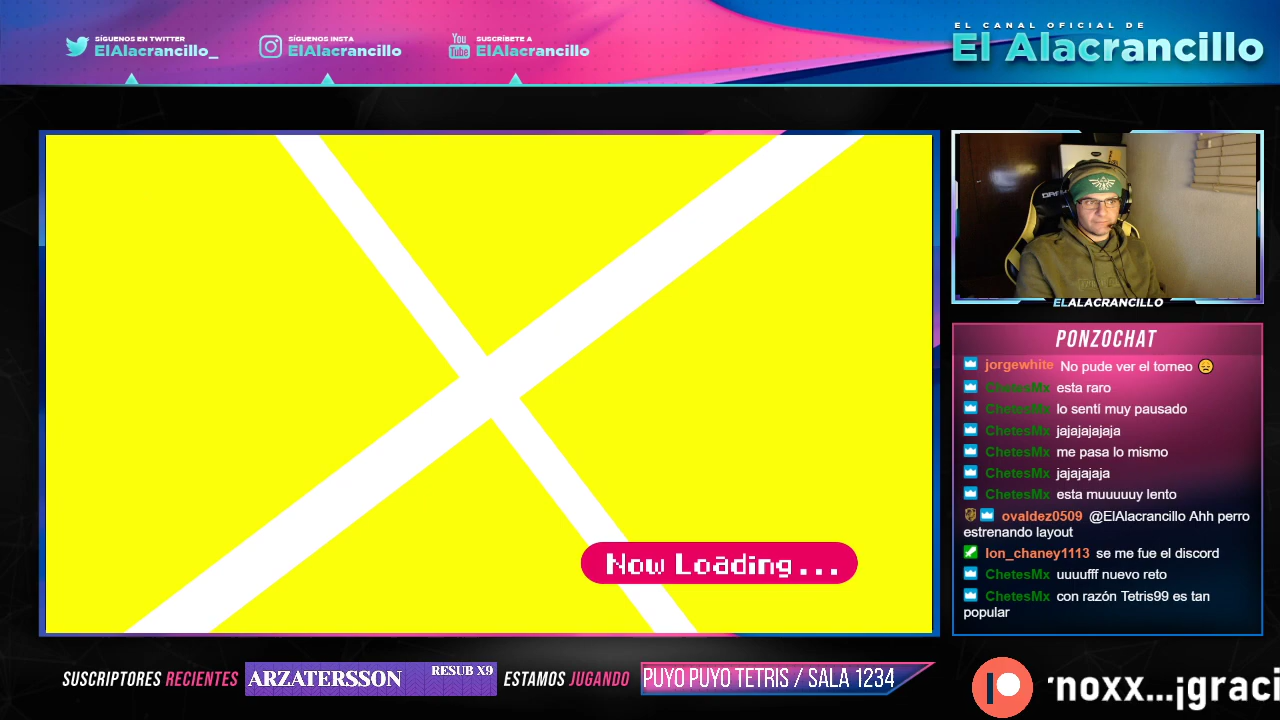 SÍGUENOS EN TWITTER
ElAlacrancillo_
SÍGUENOS INSTA
ElAlacrancillo
You
Tube
SUSCRÍBETE A
ElAlacrancillo
EL CANAL OFICIAL DE
El Alacrancillo
ELALACRANCILLO
Now Loading...
PONZOCHAT
jorgewhite No pude ver el torneo 😞
ChetesMx esta raro
ChetesMx lo sentí muy pausado
ChetesMx jajajajajaja
ChetesMx me pasa lo mismo
ChetesMx jajajajaja
ChetesMx esta muuuuuy lento
ovaldez0509 @ElAlacrancillo Ahh perro
estrenando layout
lon_chaney1113 se me fue el discord
ChetesMx uuuufff nuevo reto
ChetesMx con razón Tetris99 es tan
popular
SUSCRIPTORES RECIENTES
ARZATERSSON
RESUB X9
ESTAMOS JUGANDO
PUYO PUYO TETRIS / SALA 1234
noxx...¡graci